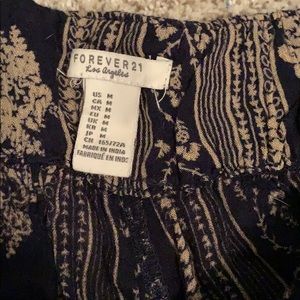 FOREVER 21
Los Angeles
US M
CA M
MX M
EU M
UK M
KR M
JP M
CN 165/72A
MADE IN INDIA
FABRIQUÉ EN INDE